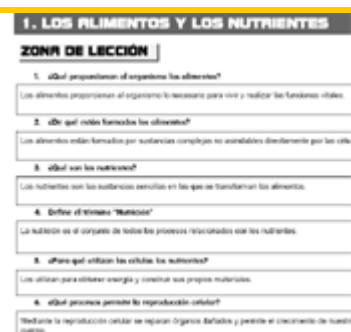 1. LOS ALIMENTOS Y LOS NUTRIENTES
ZONA DE LECCIÓN
1. ¿Qué proporcionan al organismo los alimentos?
Los alimentos proporcionan al organismo lo necesario para vivir y realizar las funciones vitales.
2. ¿De qué están formados los alimentos?
Los alimentos están formados por sustancias complejas no asimilables directamente por las célu
3. ¿Qué son los nutrientes?
Los nutrientes son las sustancias sencillas en las que se transforman los alimentos.
4. Define el término "Nutrición"
La nutrición es el conjunto de todos los procesos relacionados con los nutrientes.
5. ¿Para qué utilizan las células los nutrientes?
Los utilizan para obtener energía y construir sus propios materiales.
6. ¿Qué procesos permite la reproducción celular?
Mediante la reproducción celular se reparan órganos dañados y permite el crecimiento de nuestr
cuerpo.